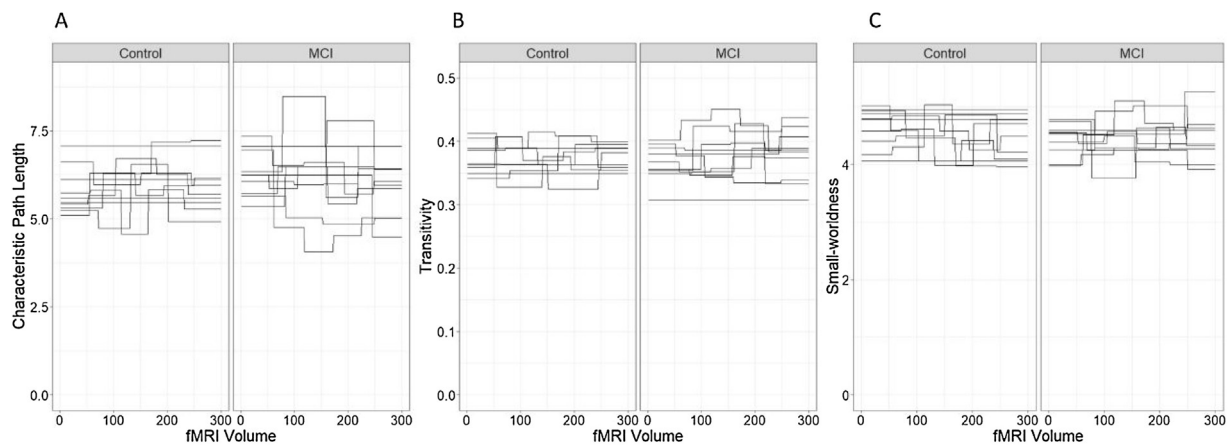 A
B
C
Control
MCI
Control
MCI
Control
MCI
Characteristic Path Length
7.5
5.0
2.5
0.0
0
100
200
300
0
100
200
300
fMRI Volume
Transitivity
0.5
0.4
0.3
0.2
0.1
0.0
0
100
200
300
0
100
200
300
fMRI Volume
Small-worldness
4
2
0
0
100
200
300
0
100
200
300
fMRI Volume